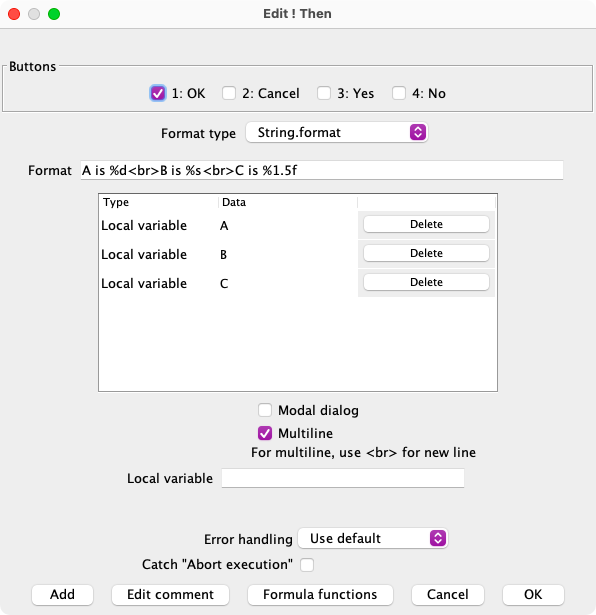 Edit ! Then
Buttons
1: OK 2: Cancel 3: Yes 4: No
Format type String.format
Format A is %d<br>B is %s<br>C is %1.5f
Type Data
Local variable A Delete
Local variable B Delete
Local variable C Delete
Modal dialog
Multiline
For multiline, use <br> for new line
Local variable
Error handling Use default
Catch "Abort execution"
Add Edit comment Formula functions Cancel OK